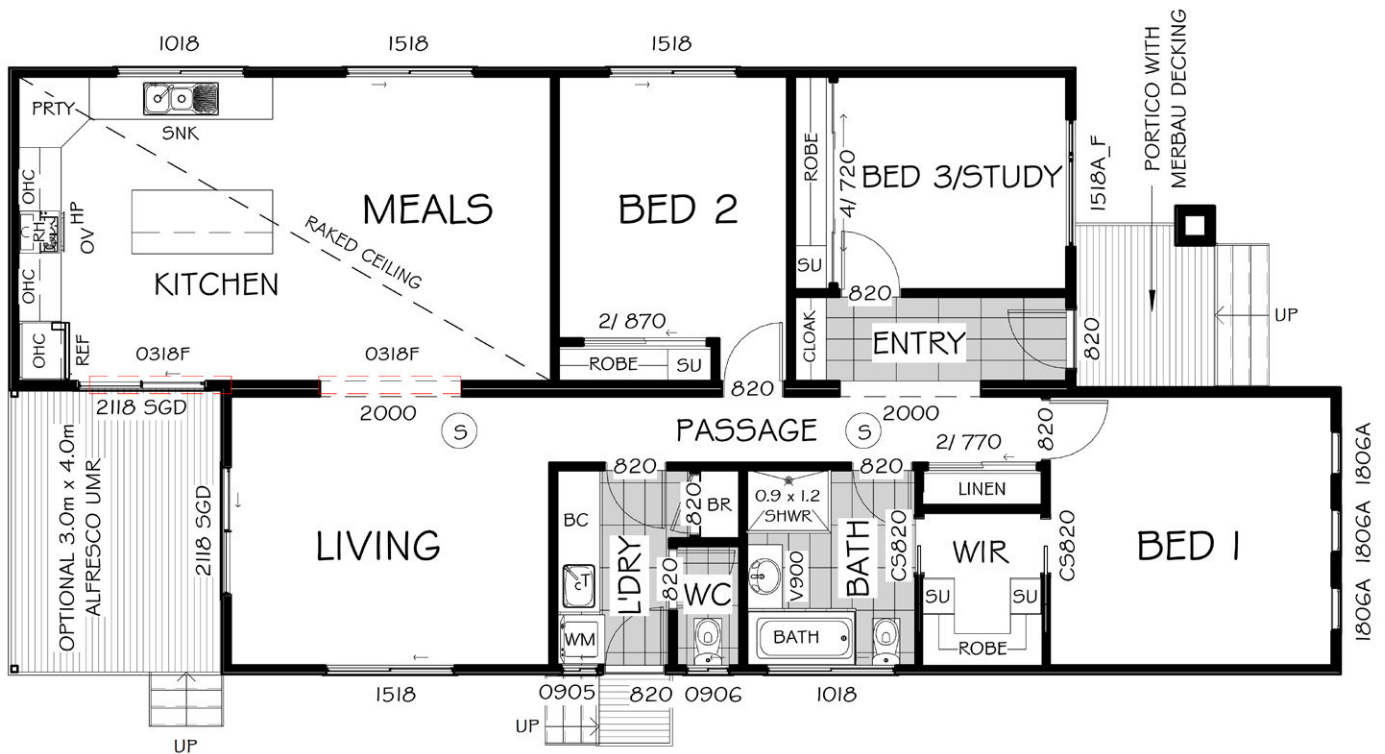 1018
1518
1518
PORTICO WITH
MERBAU DECKING
PRTY
SNK
OHC
RH
HP
OV
OHC
OHC
REF
KITCHEN
MEALS
RAKED CEILING
BED 2
2/ 870
ROBE
SU
ROBE
SU
4/ 720
BED 3/STUDY
1518A_F
820
CLOAK
ENTRY
820
UP
0318F
0318F
2118 SGD
2000
S
820
PASSAGE
S
2000
2/ 770
820
OPTIONAL 3.0m x 4.0m
ALFRESCO UMR
2118 SGD
LIVING
820
BC
CT
WM
L'DRY
820
BR
820
WC
0.9 x 1.2
SHWR
820
BATH
V900
BATH
CS820
LINEN
WIR
SU
SU
ROBE
CS820
BED 1
1806A
1806A
1806A
1518
0905
820
0906
1018
UP
UP